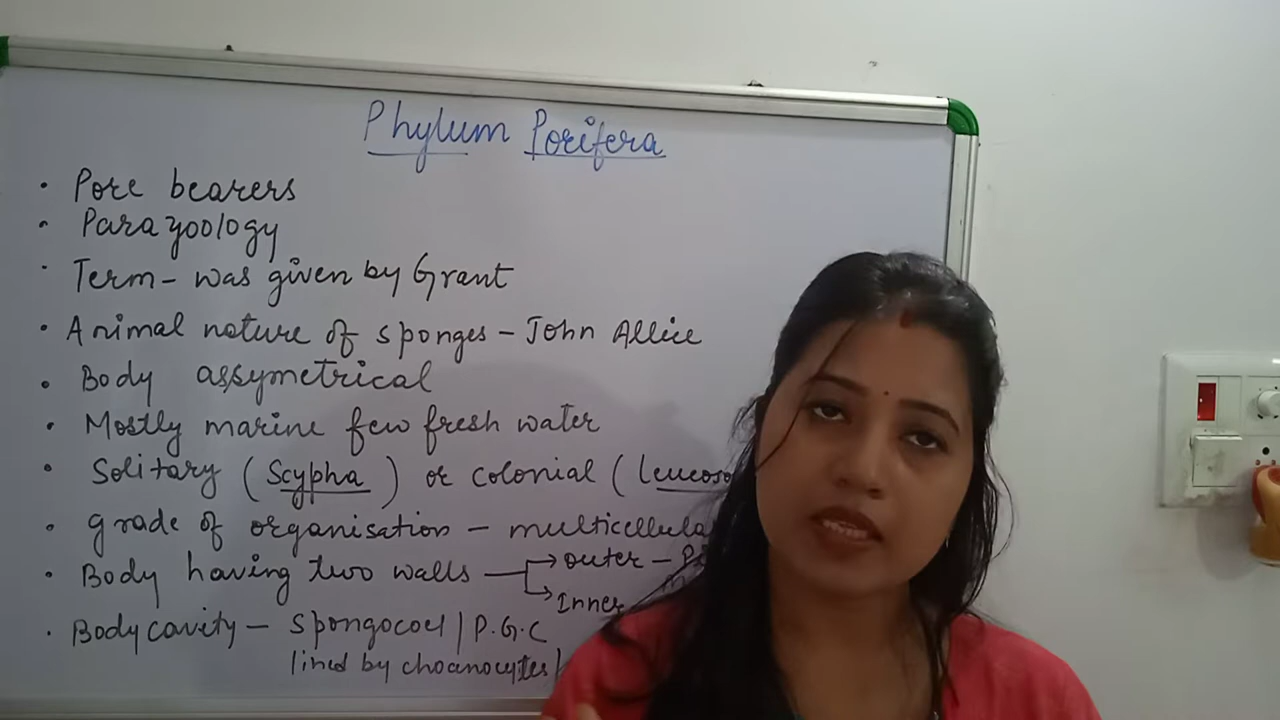 Phylum Porifera
• Pore bearers
• Parazoology
• Term - was given by Grant
• Animal nature of sponges - John Allice
• Body assymetrical
• Mostly marine few fresh water
• Solitary (Scypha) or colonial (Leucoso
• grade of organisation - multicellula
• Body having two walls → outer -
→ Inner
• Body cavity - spongocoel / P.G.C
lined by choanocytes /